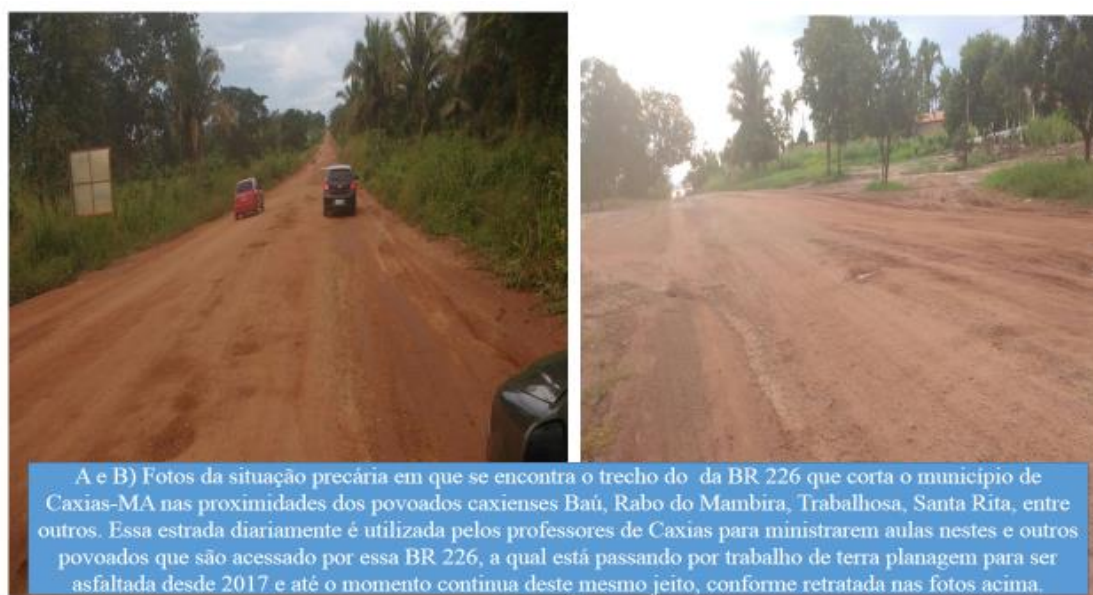 A e B) Fotos da situação precária em que se encontra o trecho do  da BR 226 que corta o município de
Caxias-MA nas proximidades dos povoados caxienses Baú, Rabo do Mambira, Trabalhosa, Santa Rita, entre
outros. Essa estrada diariamente é utilizada pelos professores de Caxias para ministrarem aulas nestes e outros
povoados que são acessado por essa BR 226, a qual está passando por trabalho de terra planagem para ser
asfaltada desde 2017 e até o momento continua deste mesmo jeito, conforme retratada nas fotos acima.